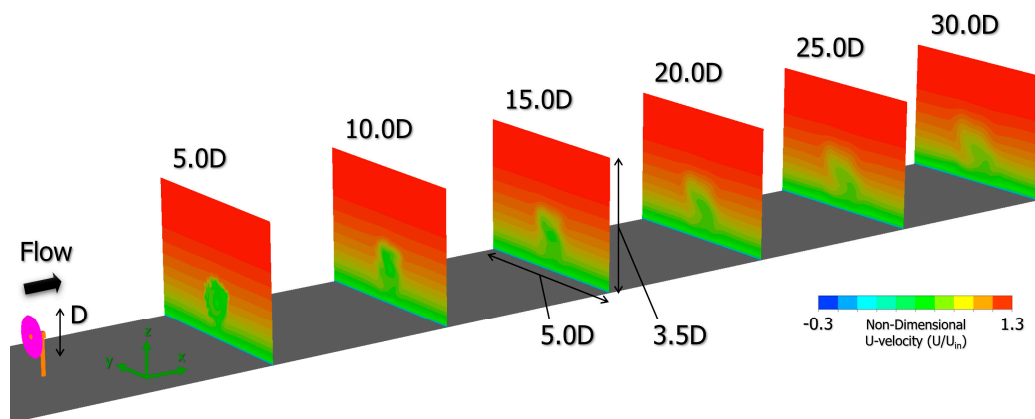 5.0D
10.0D
15.0D
20.0D
25.0D
30.0D
Flow
D
z
y
x
5.0D
3.5D
-0.3
Non-Dimensional
U-velocity (U/Uin)
1.3